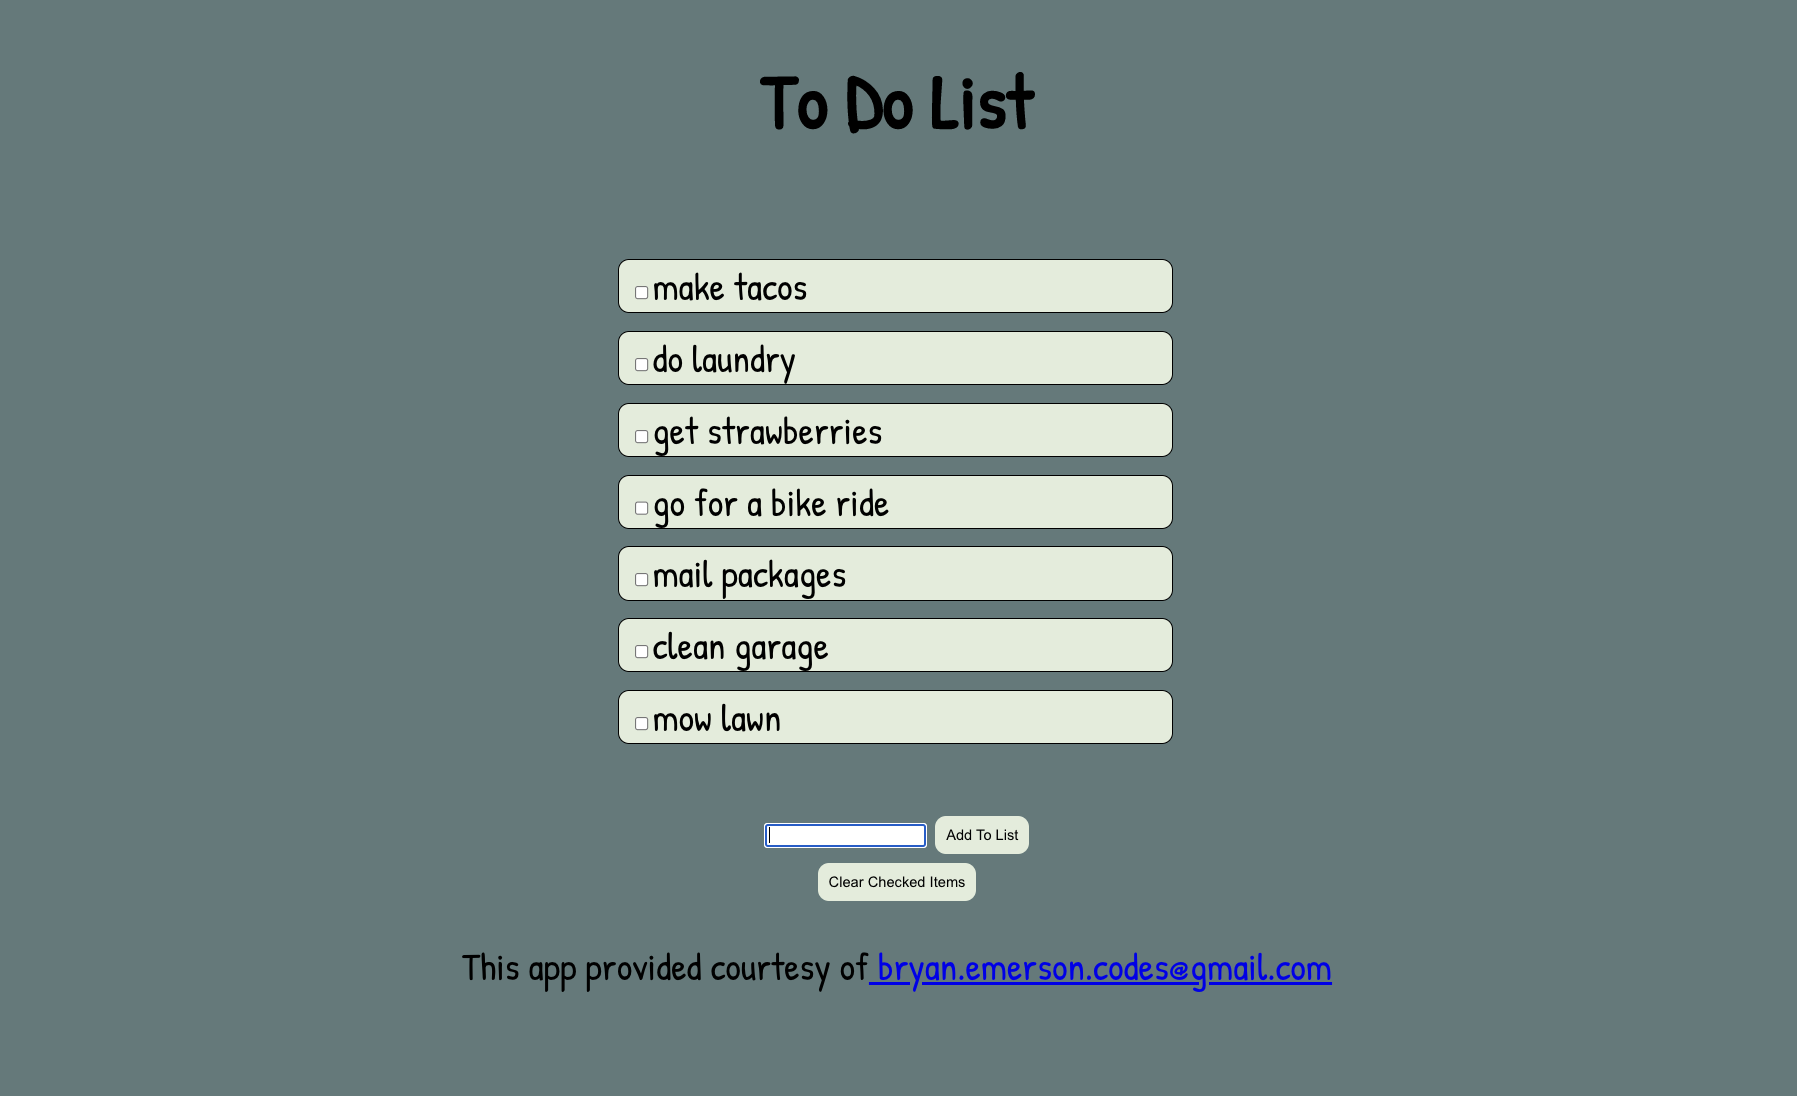 To Do List
make tacos
do laundry
get strawberries
go for a bike ride
mail packages
clean garage
mow lawn
Add To List
Clear Checked Items
This app provided courtesy of bryan.emerson.codes@gmail.com